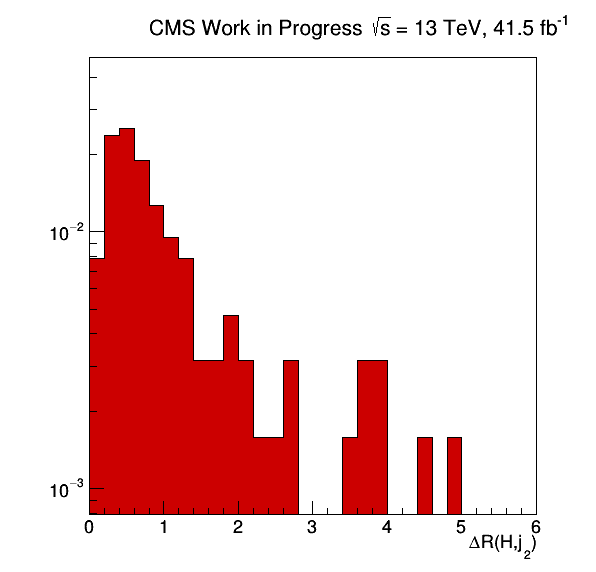 CMS Work in Progress √s = 13 TeV, 41.5 fb⁻¹
10⁻²
10⁻³
0 1 2 3 4 5 6
ΔR(H,j₂)